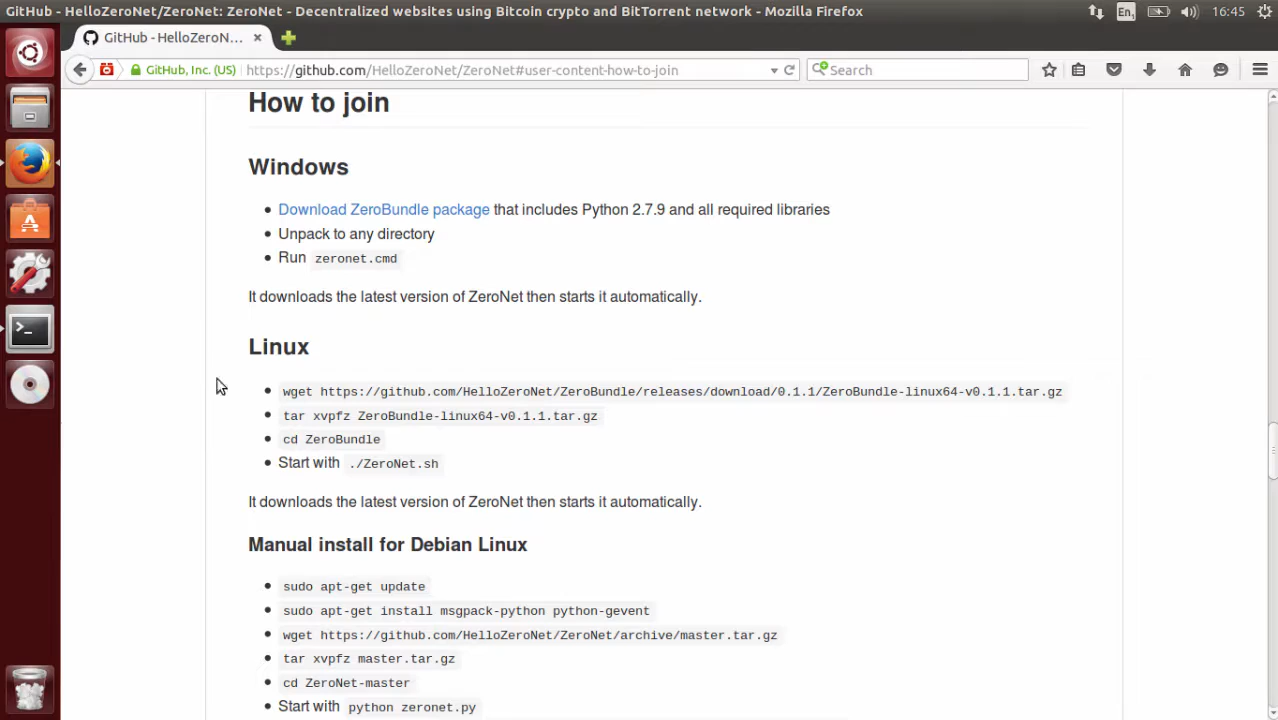 GitHub - HelloZeroNet/ZeroNet: ZeroNet - Decentralized websites using Bitcoin crypto and BitTorrent network - Mozilla Firefox
En
16:45
GitHub - HelloZeroN...
GitHub, Inc. (US)
https://github.com/HelloZeroNet/ZeroNet#user-content-how-to-join
Search
How to join
Windows
Download ZeroBundle package that includes Python 2.7.9 and all required libraries
Unpack to any directory
Run zeronet.cmd
It downloads the latest version of ZeroNet then starts it automatically.
Linux
wget https://github.com/HelloZeroNet/ZeroBundle/releases/download/0.1.1/ZeroBundle-linux64-v0.1.1.tar.gz
tar xvpfz ZeroBundle-linux64-v0.1.1.tar.gz
cd ZeroBundle
Start with ./ZeroNet.sh
It downloads the latest version of ZeroNet then starts it automatically.
Manual install for Debian Linux
sudo apt-get update
sudo apt-get install msgpack-python python-gevent
wget https://github.com/HelloZeroNet/ZeroNet/archive/master.tar.gz
tar xvpfz master.tar.gz
cd ZeroNet-master
Start with python zeronet.py